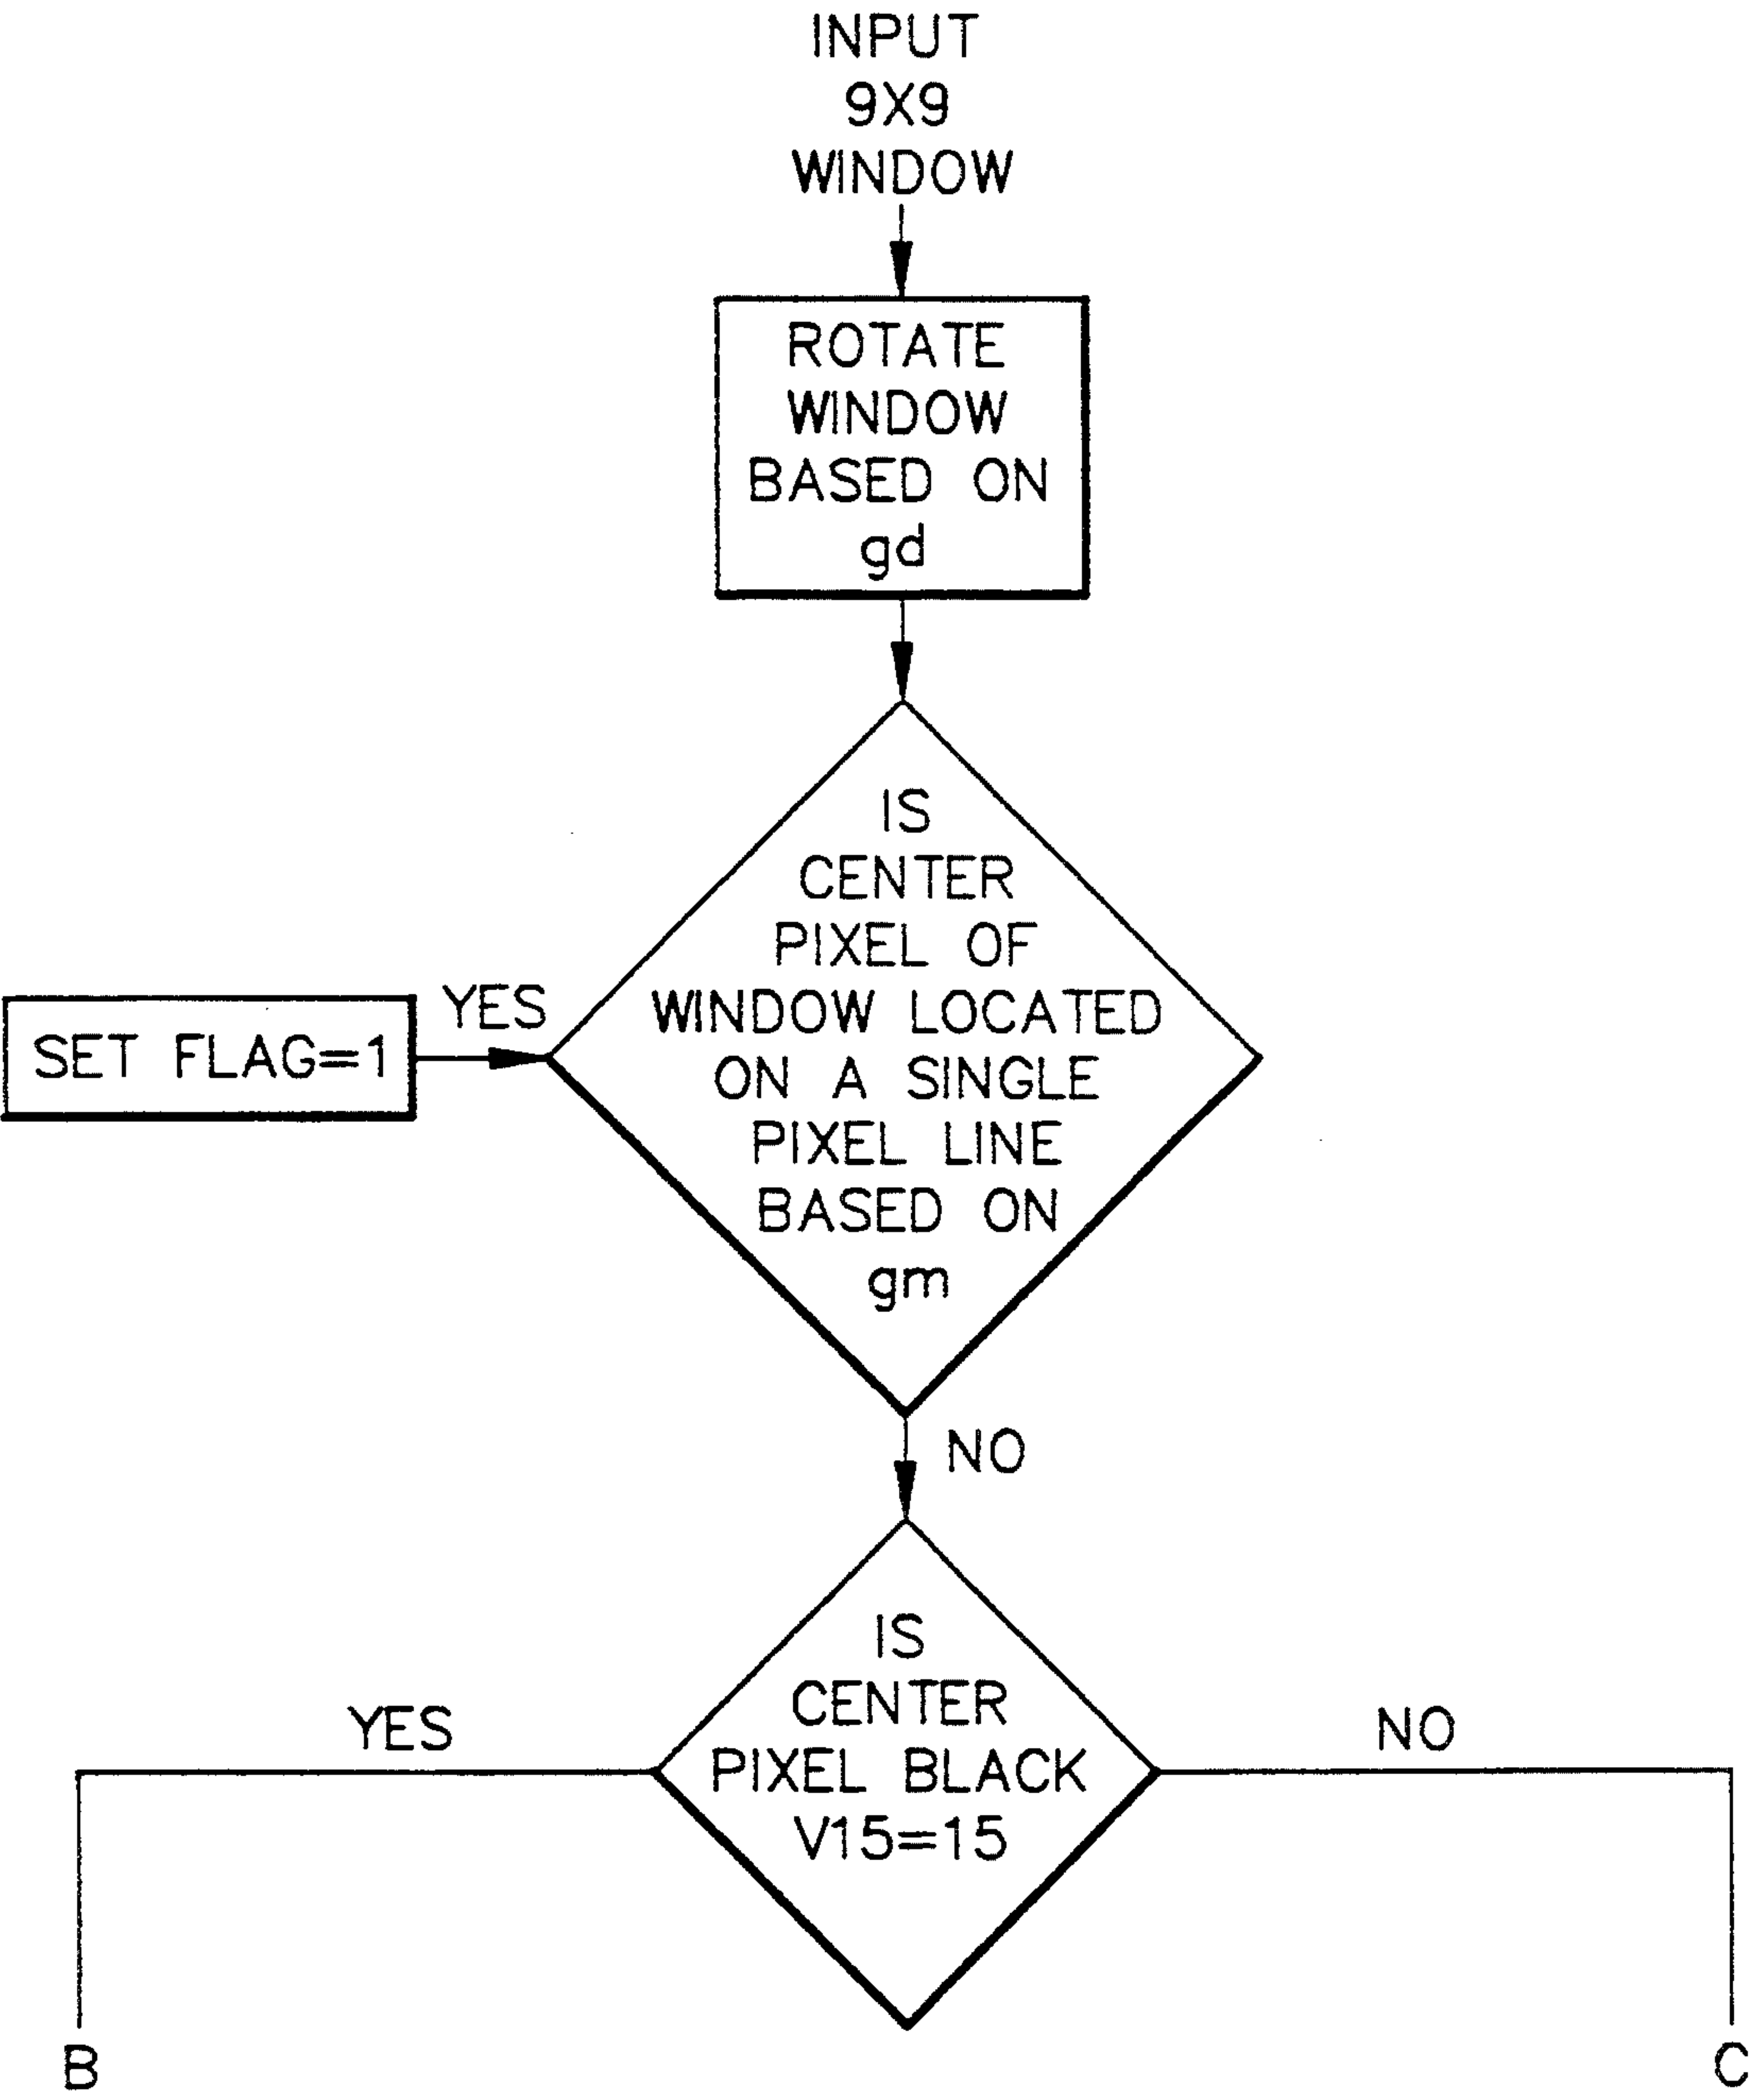 INPUT
9X9
WINDOW
ROTATE
WINDOW
BASED ON
gd
IS
CENTER
PIXEL OF
WINDOW LOCATED
ON A SINGLE
PIXEL LINE
BASED ON
gm
YES
SET FLAG=1
NO
IS
CENTER
PIXEL BLACK
V15=15
YES
NO
B
C